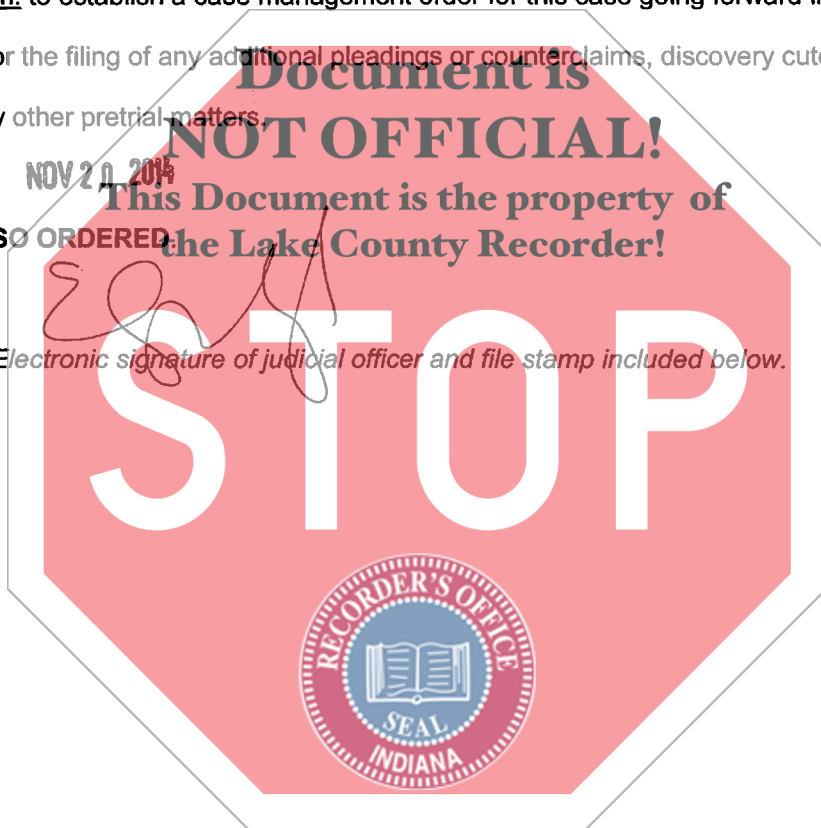 to establish a case management order for this case going forward
the filing of any additional pleadings or counterclaims, discovery
other pretrial matters.
Document is
NOT OFFICIAL!
This Document is the property of
the Lake County Recorder!
NOV 20
SO ORDERED.
Electronic signature of judicial officer and file stamp included below.
STOP
RECORDER'S OFFICE
SEAL
INDIANA